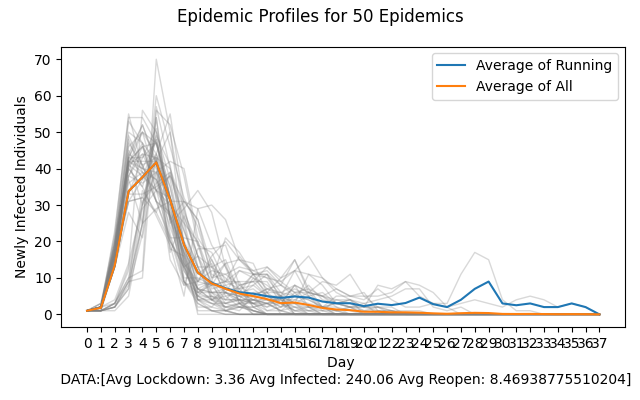 Epidemic Profiles for 50 Epidemics
Average of Running
Average of All
Newly Infected Individuals
70
60
50
40
30
20
10
0
0 1 2 3 4 5 6 7 8 9 10 11 12 13 14 15 16 17 18 19 20 21 22 23 24 25 26 27 28 29 30 31 32 33 34 35 36 37
Day
DATA:[Avg Lockdown: 3.36 Avg Infected: 240.06 Avg Reopen: 8.46938775510204]